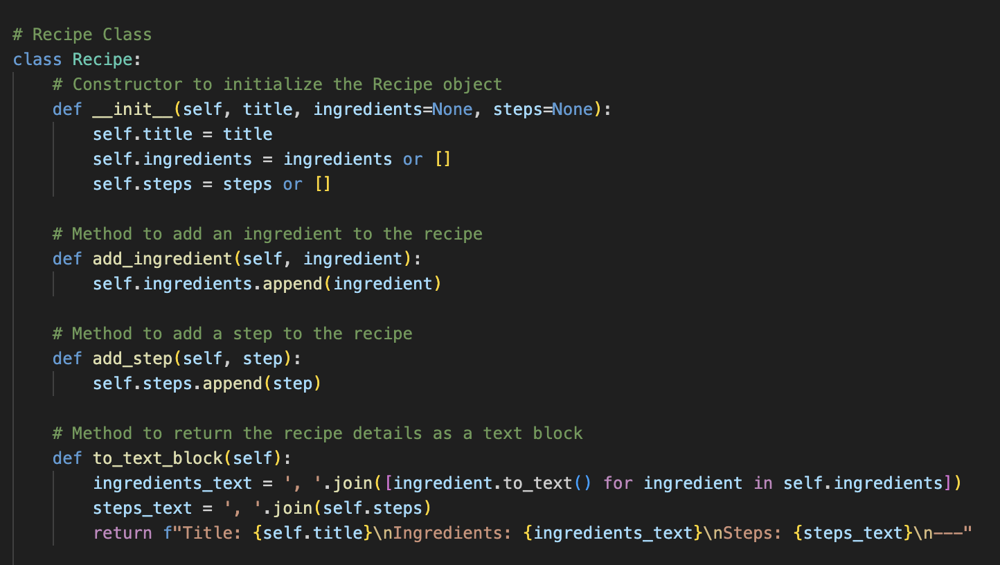 # Recipe Class
class Recipe:
    # Constructor to initialize the Recipe object
    def __init__(self, title, ingredients=None, steps=None):
        self.title = title
        self.ingredients = ingredients or []
        self.steps = steps or []

    # Method to add an ingredient to the recipe
    def add_ingredient(self, ingredient):
        self.ingredients.append(ingredient)

    # Method to add a step to the recipe
    def add_step(self, step):
        self.steps.append(step)

    # Method to return the recipe details as a text block
    def to_text_block(self):
        ingredients_text = ', '.join([ingredient.to_text() for ingredient in self.ingredients])
        steps_text = ', '.join(self.steps)
        return f"Title: {self.title}\nIngredients: {ingredients_text}\nSteps: {steps_text}\n---"